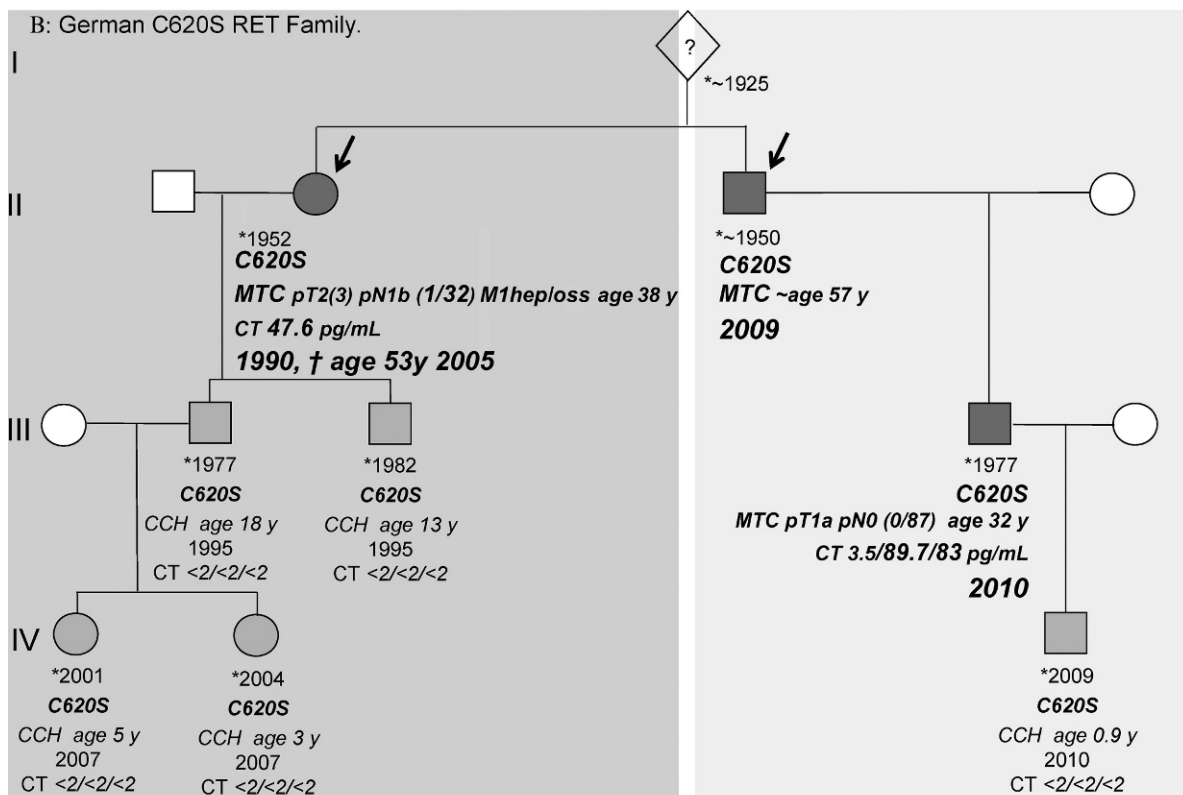 B: German C620S RET Family.
I
?
*~1925
II
*1952
C620S
MTC pT2(3) pN1b (1/32) M1hep/oss age 38 y
CT 47.6 pg/mL
1990, † age 53y 2005
*~1950
C620S
MTC ~age 57 y
2009
III
*1977
C620S
CCH age 18 y
1995
CT <2/<2/<2
*1982
C620S
CCH age 13 y
1995
CT <2/<2/<2
*1977
C620S
MTC pT1a pN0 (0/87) age 32 y
CT 3.5/89.7/83 pg/mL
2010
IV
*2001
C620S
CCH age 5 y
2007
CT <2/<2/<2
*2004
C620S
CCH age 3 y
2007
CT <2/<2/<2
*2009
C620S
CCH age 0.9 y
2010
CT <2/<2/<2